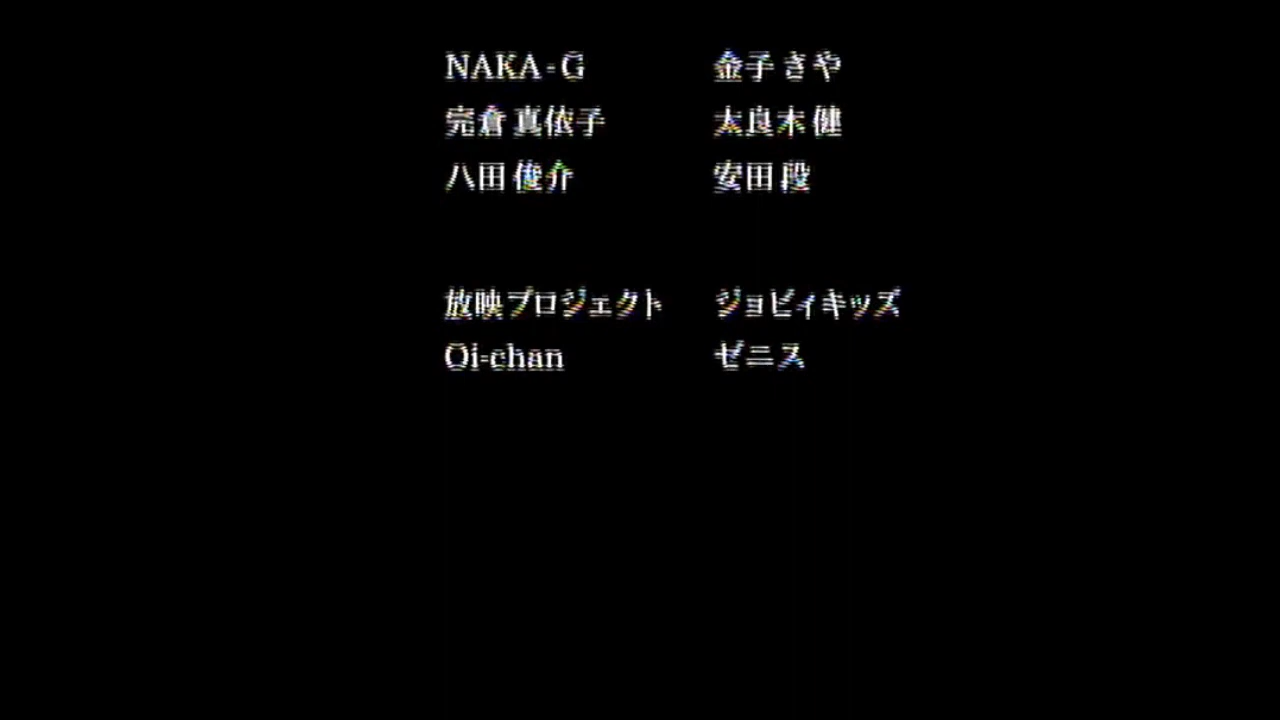 NAKA-G 金子 さや
完倉 真依子 太良木 健
八田 俊介 安田 段
放映プロジェクト ジョビィキッズ
Oi-chan ゼニス